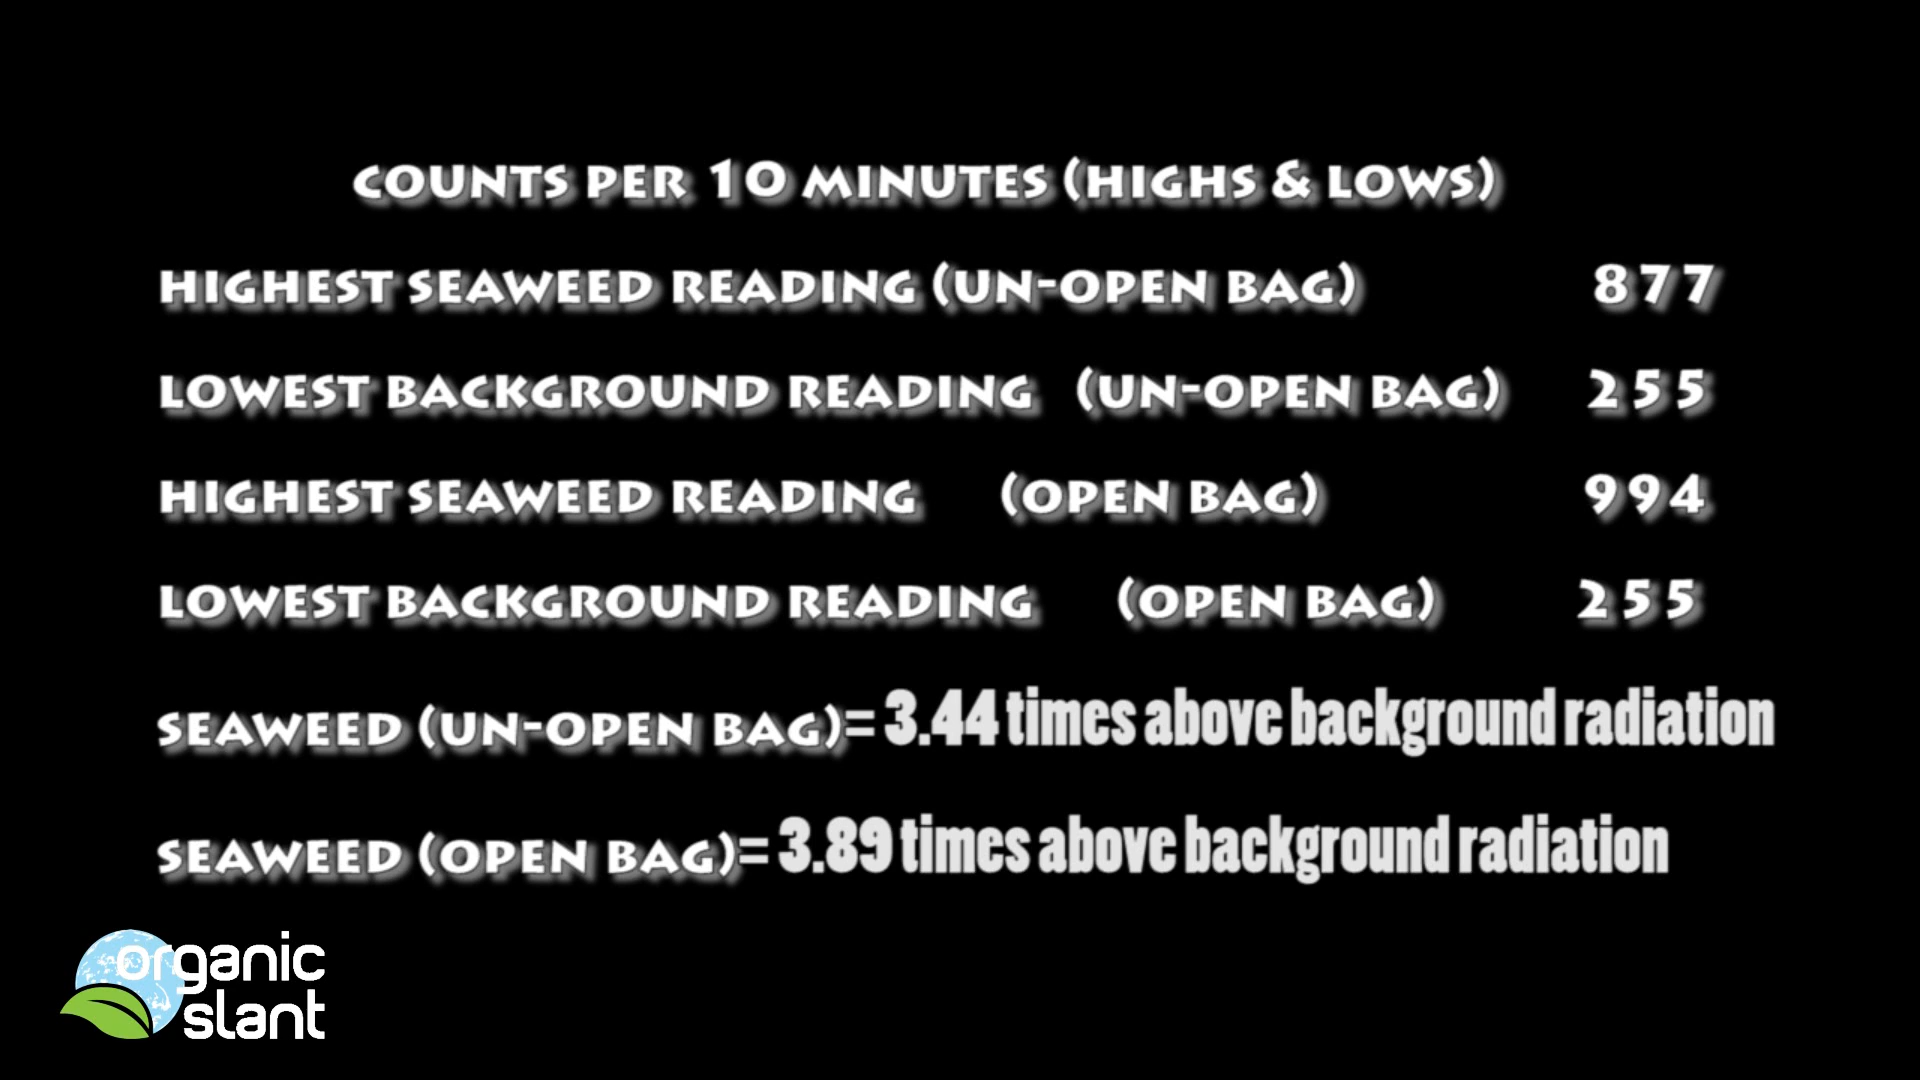 COUNTS PER 10 MINUTES (HIGHS & LOWS)
HIGHEST SEAWEED READING (UN-OPEN BAG) 877
LOWEST BACKGROUND READING (UN-OPEN BAG) 255
HIGHEST SEAWEED READING (OPEN BAG) 994
LOWEST BACKGROUND READING (OPEN BAG) 255
SEAWEED (UN-OPEN BAG)= 3.44 times above background radiation
SEAWEED (OPEN BAG)= 3.89 times above background radiation
organic
slant